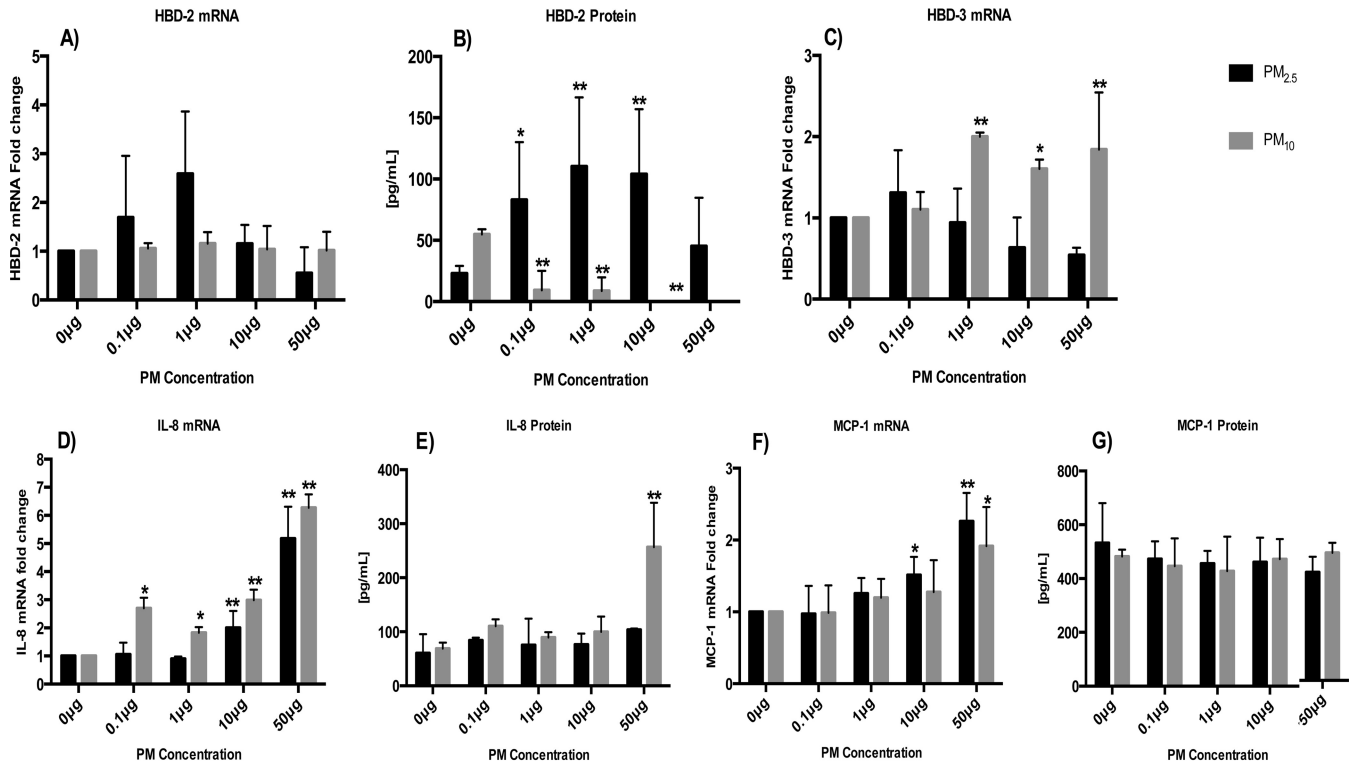 HBD-2 mRNA
A)
HBD-2 mRNA Fold change
5
4
3
2
1
0
0µg
0.1µg
1µg
10µg
50µg
PM Concentration
HBD-2 Protein
B)
[pg/mL]
200
150
100
50
0
*
**
**
**
**
**
0µg
0.1µg
1µg
10µg
50µg
PM Concentration
HBD-3 mRNA
C)
HBD-3 mRNA Fold change
3
2
1
0
**
*
**
0µg
0.1µg
1µg
10µg
50µg
PM Concentration
PM2.5
PM10
IL-8 mRNA
D)
IL-8 mRNA fold change
8
7
6
5
4
3
2
1
0
*
*
**
**
**
**
0µg
0.1µg
1µg
10µg
50µg
PM Concentration
IL-8 Protein
E)
[pg/mL]
400
300
200
100
0
**
0µg
0.1µg
1µg
10µg
50µg
PM Concentration
MCP-1 mRNA
F)
MCP-1 mRNA Fold change
3
2
1
0
*
**
*
0µg
0.1µg
1µg
10µg
50µg
PM Concentration
MCP-1 Protein
G)
[pg/mL]
800
600
400
200
0
0µg
0.1µg
1µg
10µg
50µg
PM Concentration